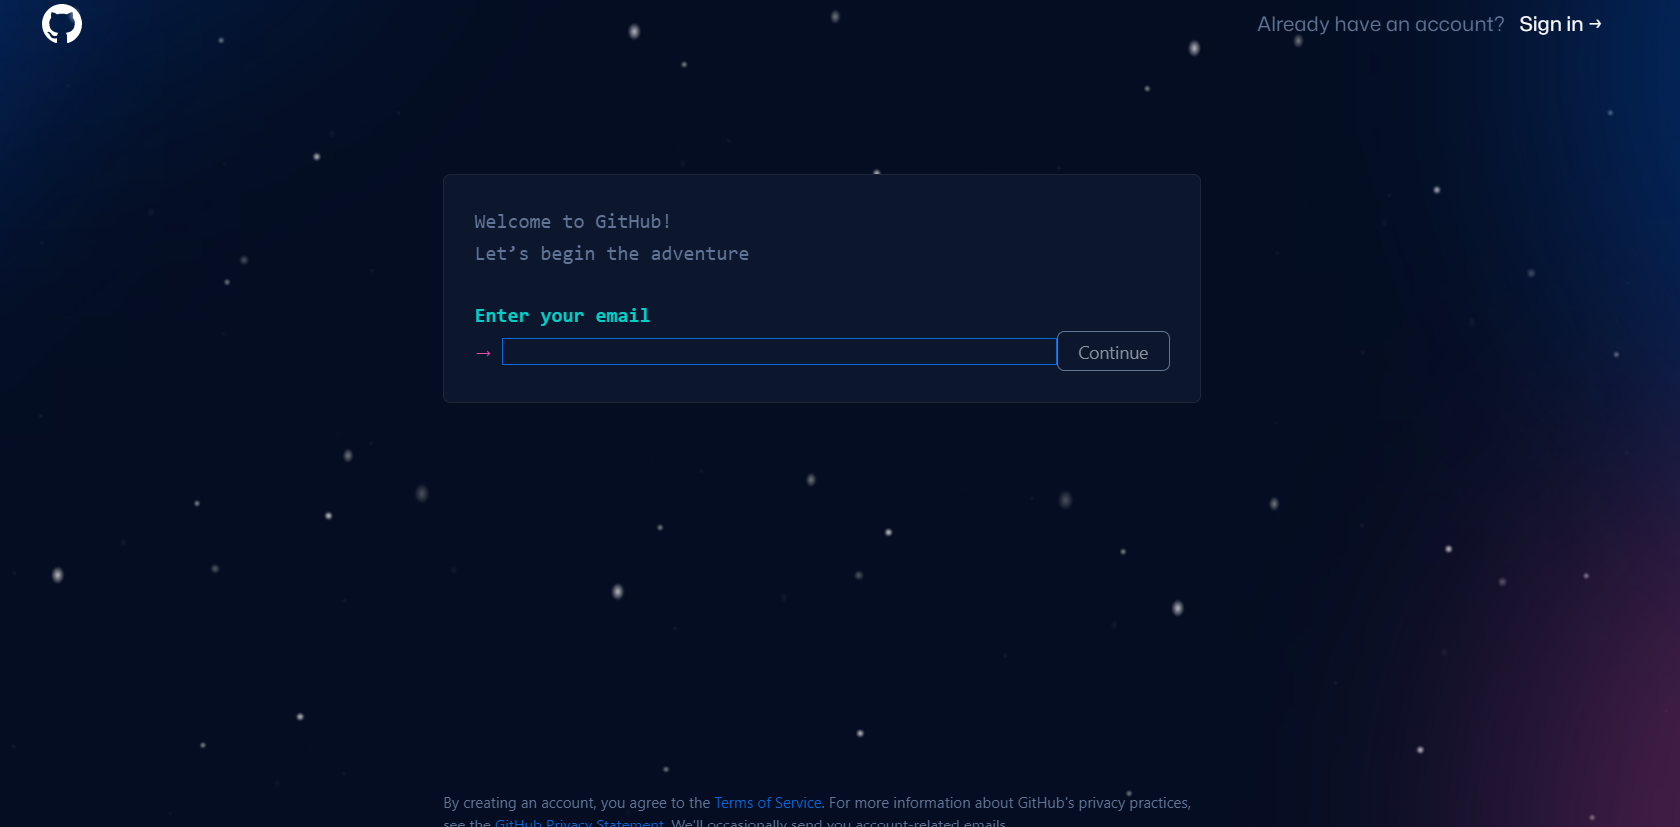 Already have an account? Sign in →
Welcome to GitHub!
Let’s begin the adventure
Enter your email
→
Continue
By creating an account, you agree to the Terms of Service. For more information about GitHub's privacy practices,
see the GitHub Privacy Statement. We'll occasionally send you account-related emails.